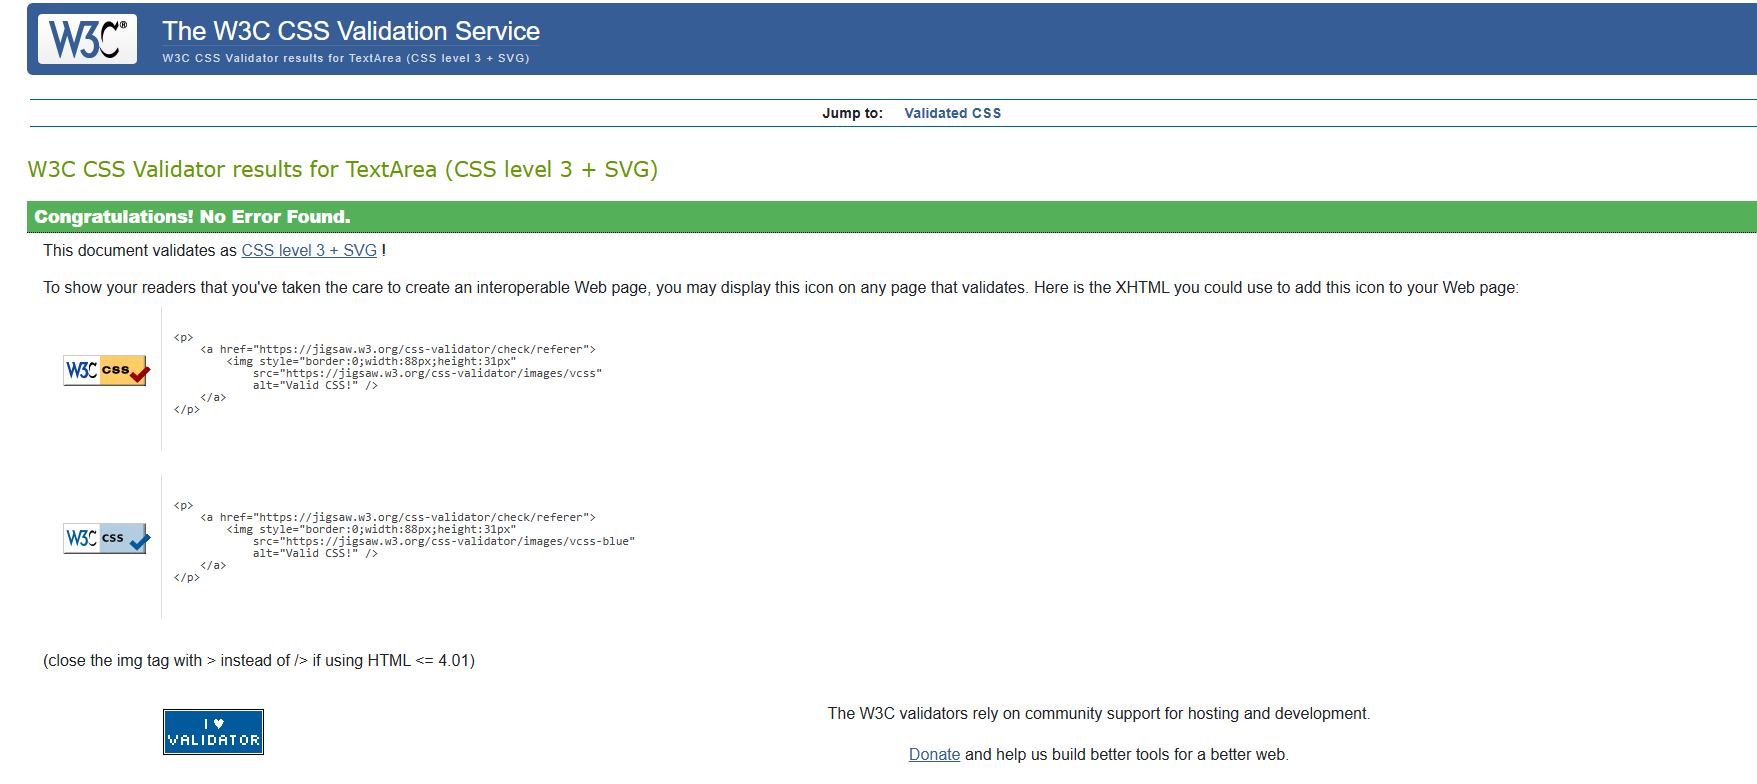 W3C®
The W3C CSS Validation Service
W3C CSS Validator results for TextArea (CSS level 3 + SVG)
Jump to: Validated CSS
W3C CSS Validator results for TextArea (CSS level 3 + SVG)
Congratulations! No Error Found.
This document validates as CSS level 3 + SVG !
To show your readers that you've taken the care to create an interoperable Web page, you may display this icon on any page that validates. Here is the XHTML you could use to add this icon to your Web page:
W3C css
<p>
    <a href="https://jigsaw.w3.org/css-validator/check/referer">
        <img style="border:0;width:88px;height:31px"
            src="https://jigsaw.w3.org/css-validator/images/vcss"
            alt="Valid CSS!" />
    </a>
</p>
W3C css
<p>
    <a href="https://jigsaw.w3.org/css-validator/check/referer">
        <img style="border:0;width:88px;height:31px"
            src="https://jigsaw.w3.org/css-validator/images/vcss-blue"
            alt="Valid CSS!" />
    </a>
</p>
(close the img tag with > instead of /> if using HTML <= 4.01)
I ♥
VALIDATOR
The W3C validators rely on community support for hosting and development.
Donate and help us build better tools for a better web.